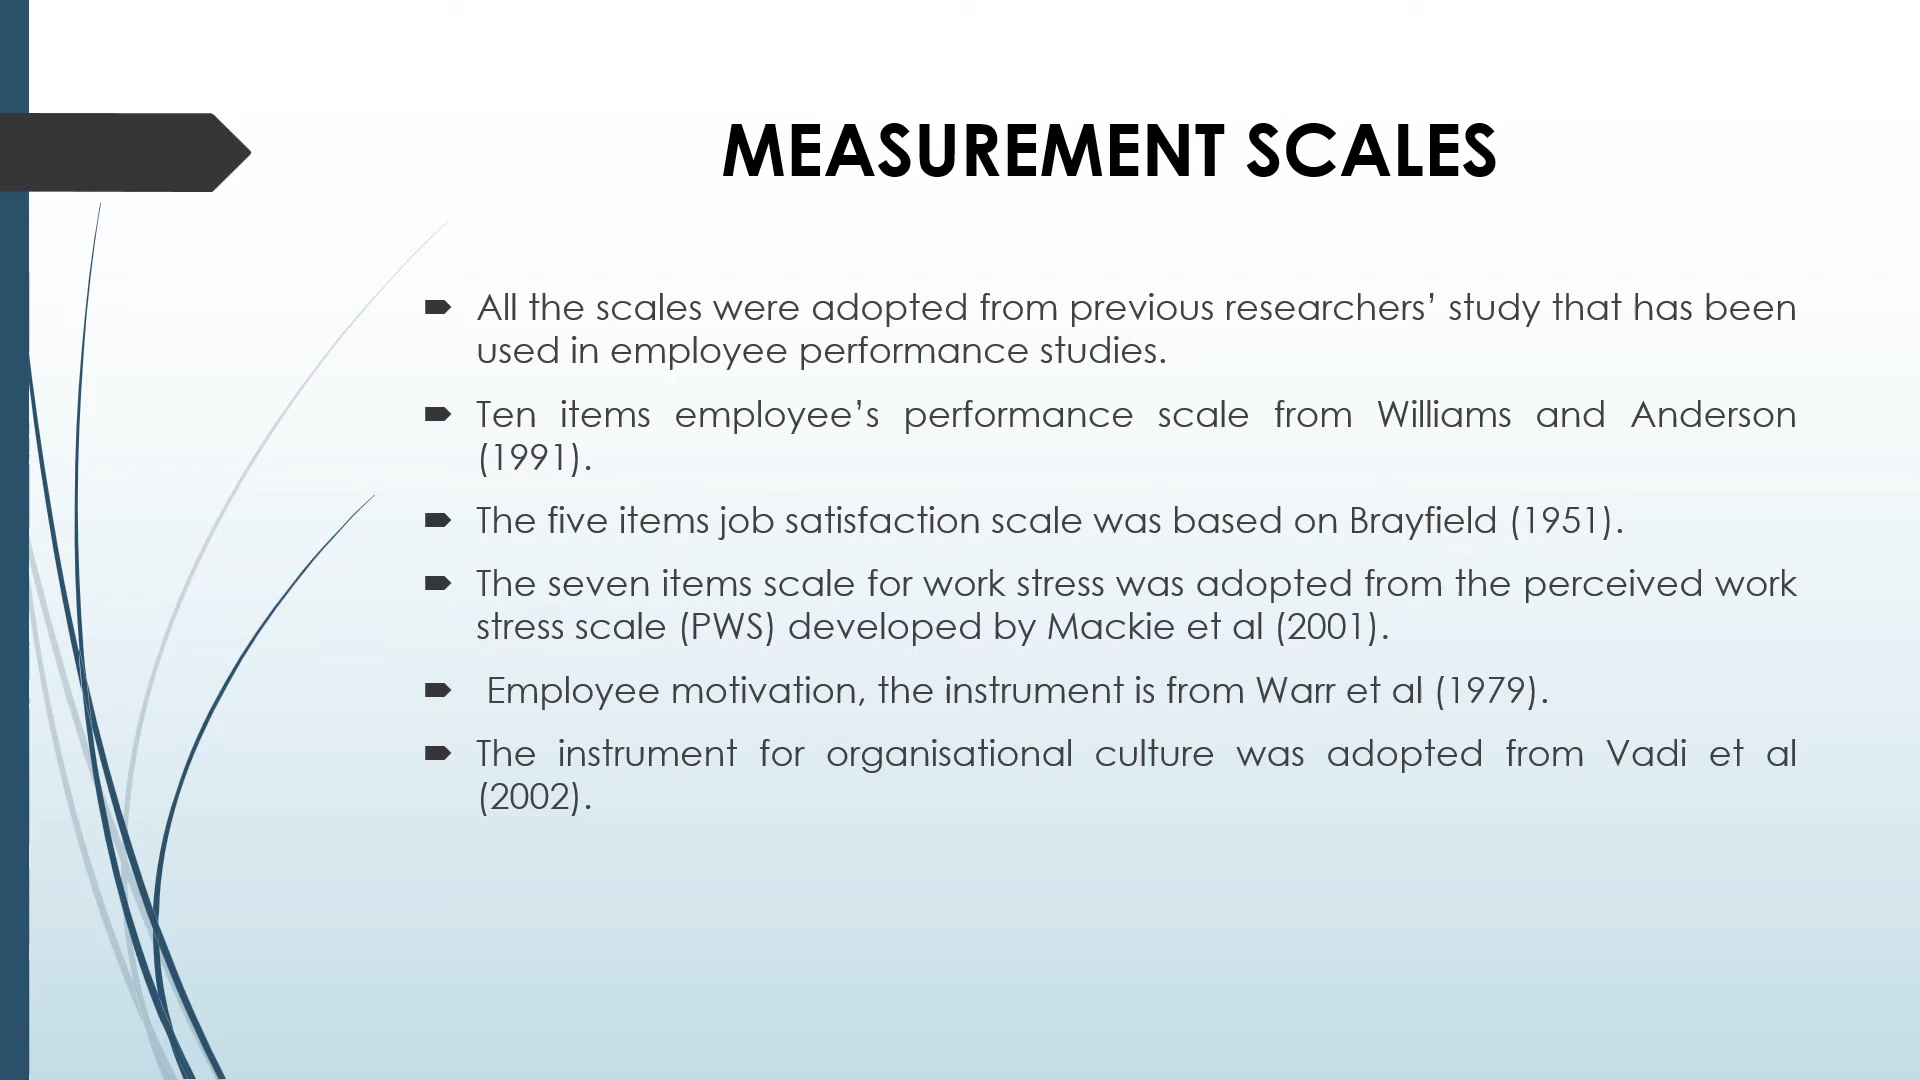 MEASUREMENT SCALES
All the scales were adopted from previous researchers’ study that has been
used in employee performance studies.
Ten items employee’s performance scale from Williams and Anderson
(1991).
The five items job satisfaction scale was based on Brayfield (1951).
The seven items scale for work stress was adopted from the perceived work
stress scale (PWS) developed by Mackie et al (2001).
Employee motivation, the instrument is from Warr et al (1979).
The instrument for organisational culture was adopted from Vadi et al
(2002).